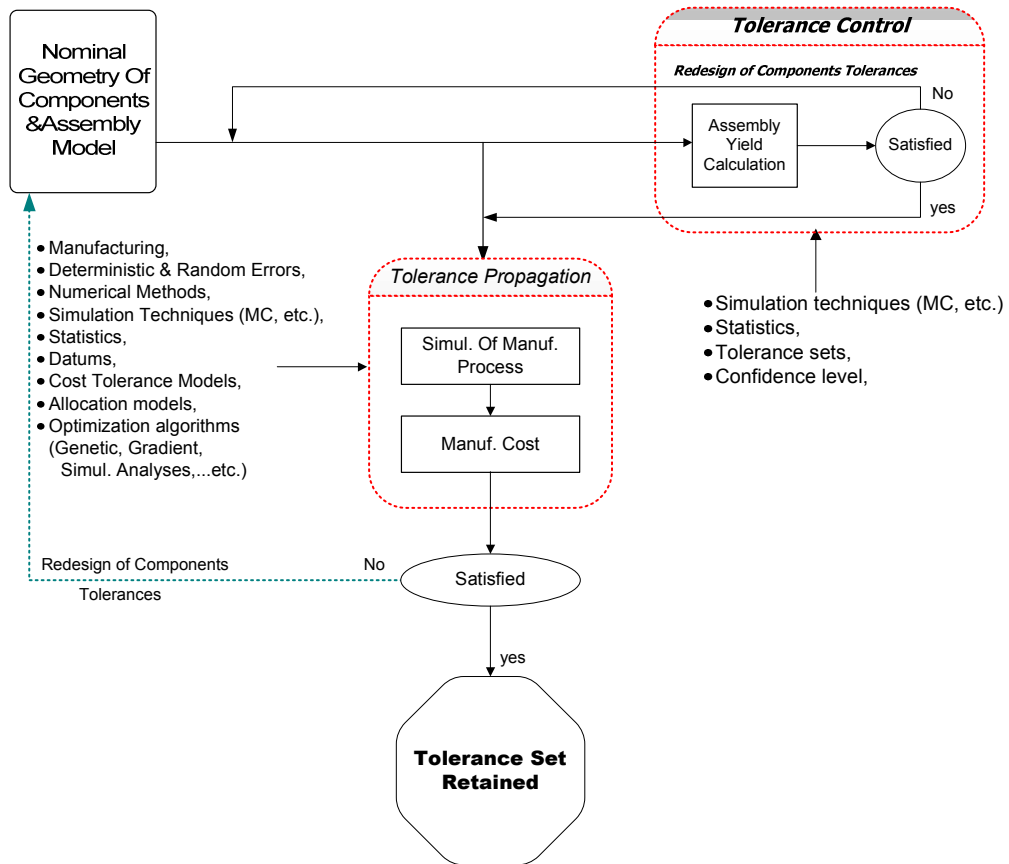 Nominal
Geometry Of
Components
&Assembly
Model
Tolerance Control
Redesign of Components Tolerances
No
Assembly
Yield
Calculation
Satisfied
yes
• Manufacturing,
• Deterministic & Random Errors,
• Numerical Methods,
• Simulation Techniques (MC, etc.),
• Statistics,
• Datums,
• Cost Tolerance Models,
• Allocation models,
• Optimization algorithms
(Genetic, Gradient,
Simul. Analyses,...etc.)
Tolerance Propagation
Simul. Of Manuf.
Process
Manuf. Cost
• Simulation techniques (MC, etc.)
• Statistics,
• Tolerance sets,
• Confidence level,
Redesign of Components
Tolerances
No
Satisfied
yes
Tolerance Set
Retained